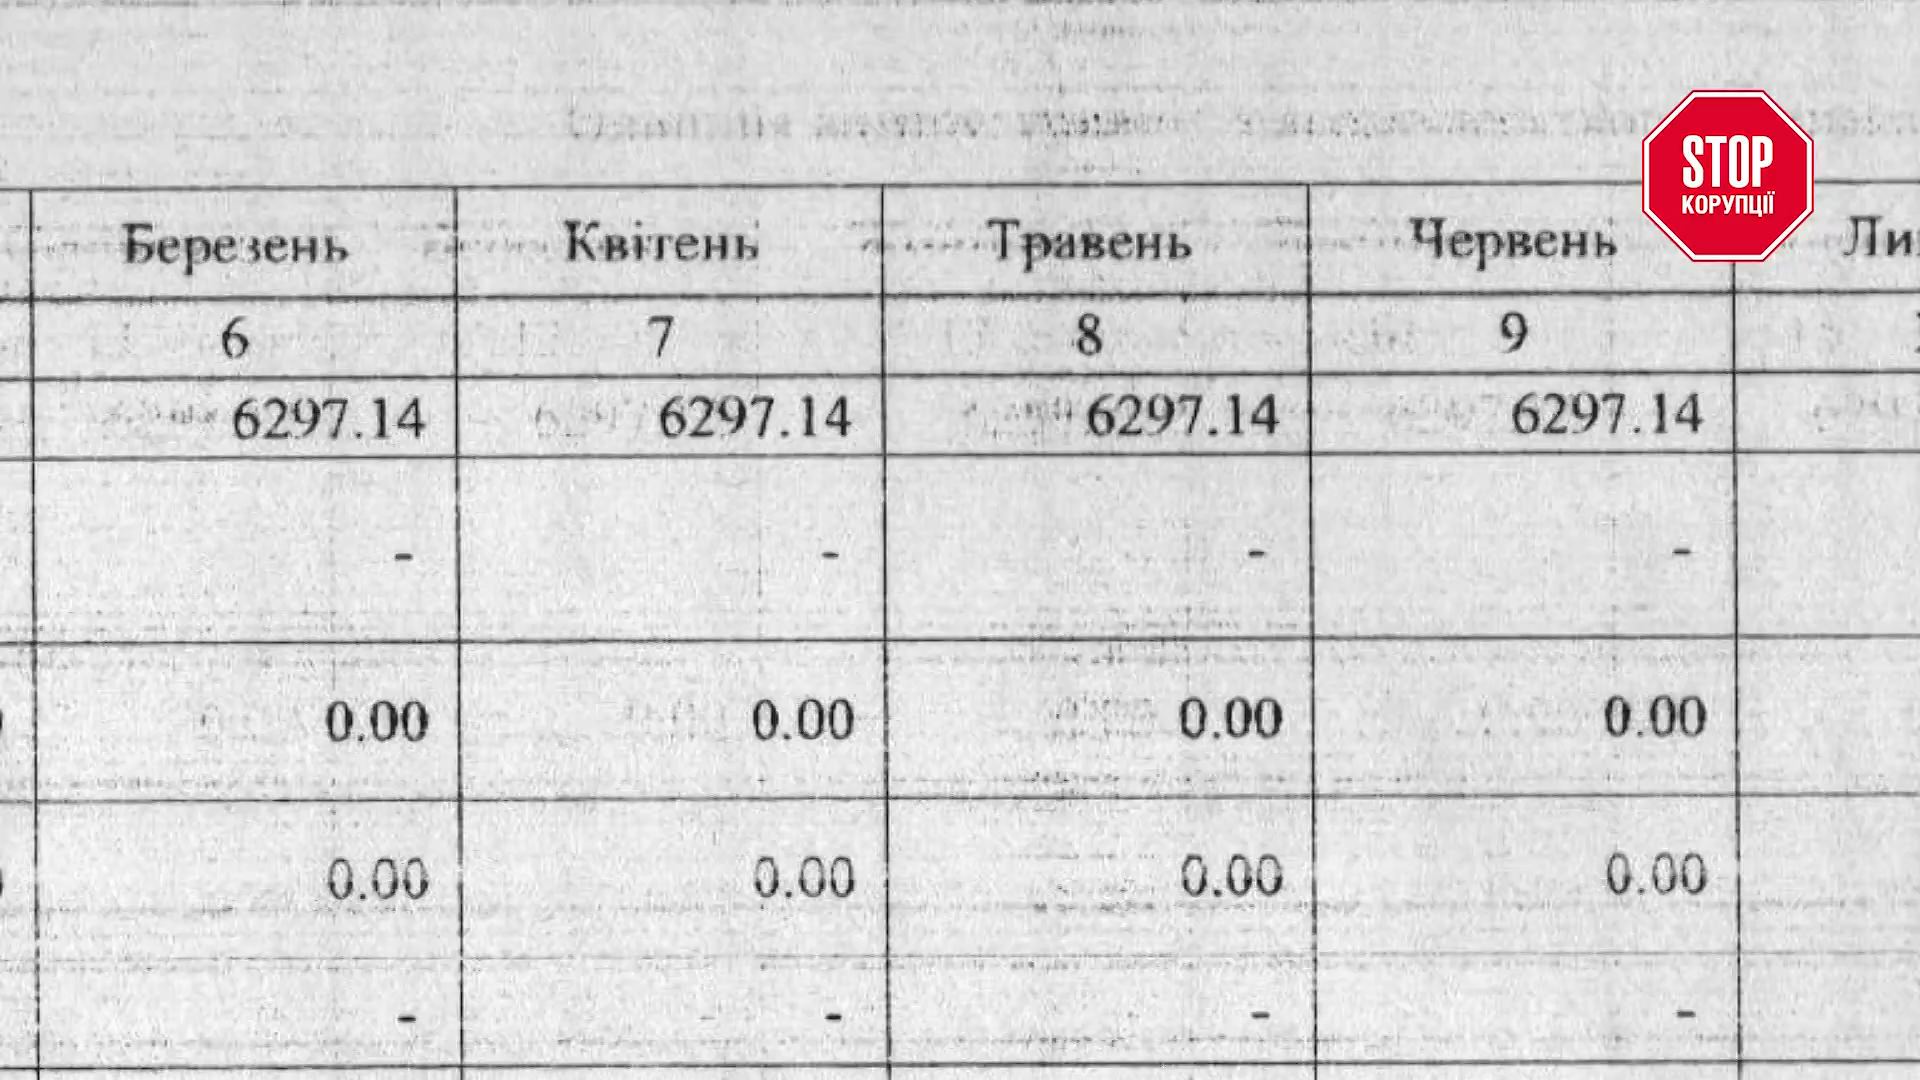 STOP
КОРУПЦІЇ
Березень Квітень Травень Червень
6 7 8 9
6297.14 6297.14 6297.14 6297.14
- - - -
0.00 0.00 0.00 0.00
0.00 0.00 0.00 0.00
- - - -